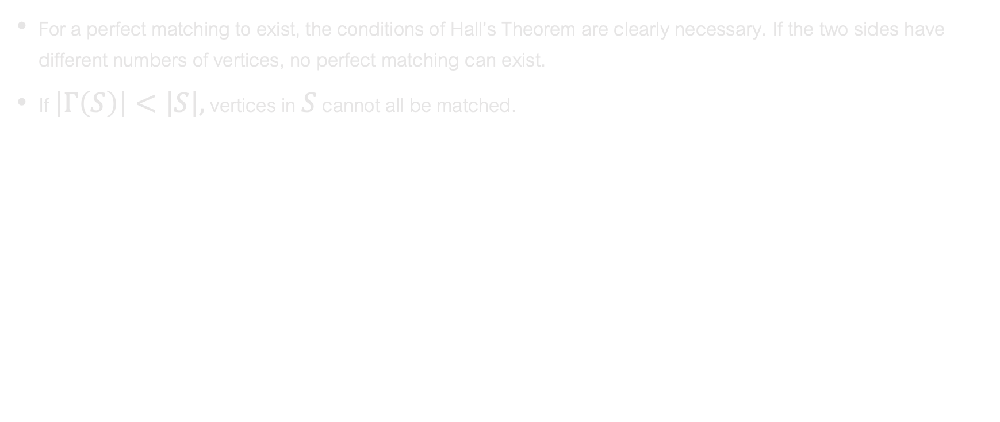 • For a perfect matching to exist, the conditions of Hall’s Theorem are clearly necessary. If the two sides have
different numbers of vertices, no perfect matching can exist.
• If |Γ(S)| < |S|, vertices in S cannot all be matched.